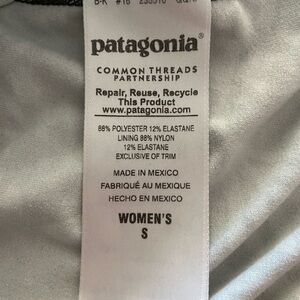 patagonia®
COMMON THREADS
PARTNERSHIP
Repair, Reuse, Recycle
This Product
www.patagonia.com
88% POLYESTER 12% ELASTANE
LINING 88% NYLON
12% ELASTANE
EXCLUSIVE OF TRIM
MADE IN MEXICO
FABRIQUÉ AU MEXIQUE
HECHO EN MEXICO
WOMEN'S
S